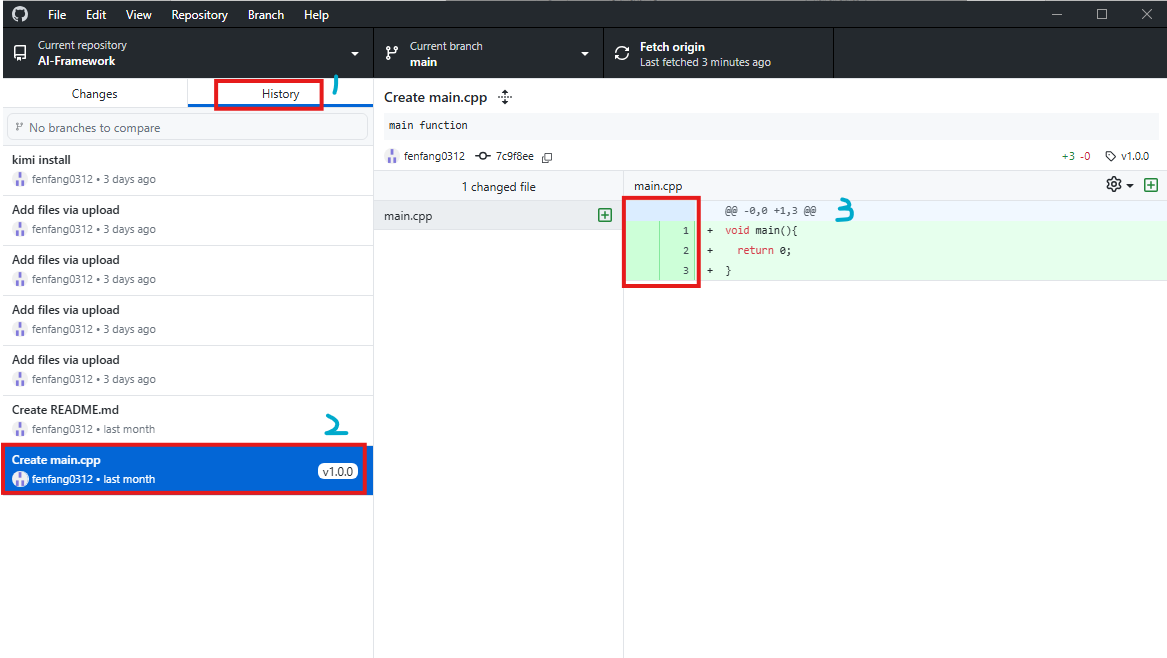 File Edit View Repository Branch Help
Current repository
AI-Framework
Current branch
main
Fetch origin
Last fetched 3 minutes ago
Changes
History
1
No branches to compare
kimi install
fenfang0312 • 3 days ago
Add files via upload
fenfang0312 • 3 days ago
Add files via upload
fenfang0312 • 3 days ago
Add files via upload
fenfang0312 • 3 days ago
Add files via upload
fenfang0312 • 3 days ago
Create README.md
fenfang0312 • last month
2
Create main.cpp
fenfang0312 • last month
v1.0.0
Create main.cpp
main function
fenfang0312 7c9f8ee
+3 -0 v1.0.0
1 changed file
main.cpp
main.cpp
@@ -0,0 +1,3 @@
3
1 + void main(){
2 + return 0;
3 + }